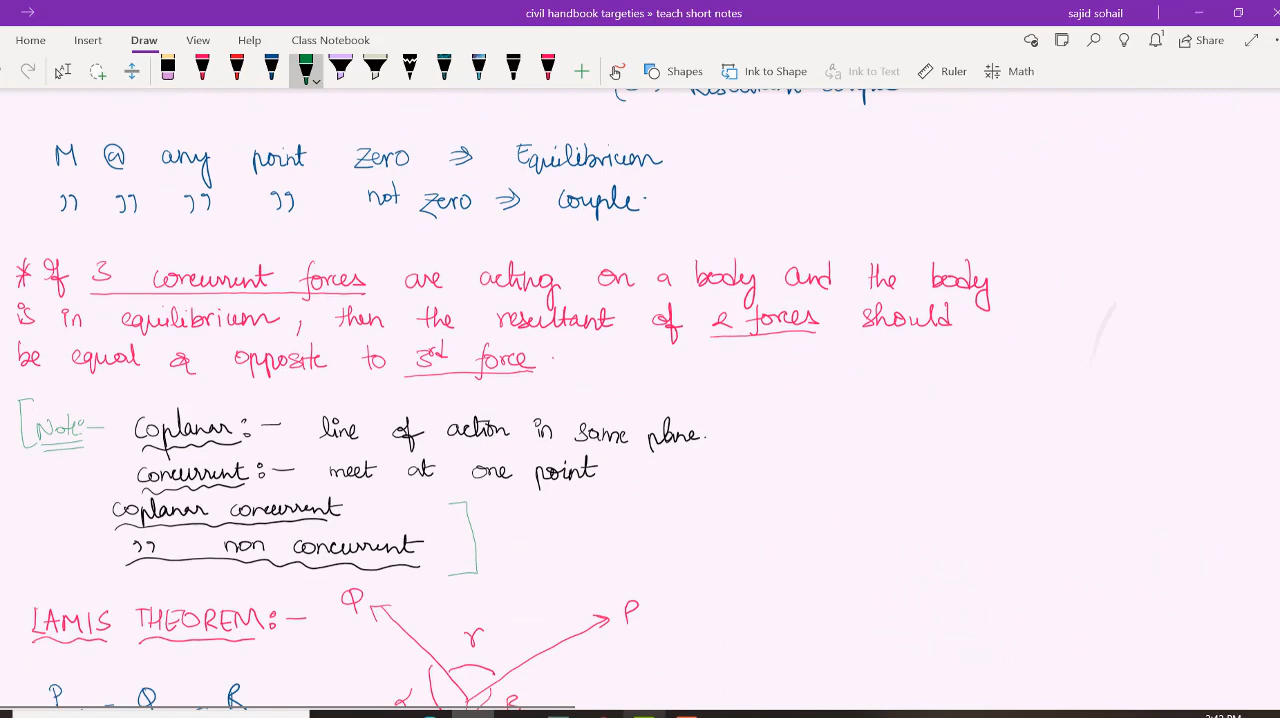 civil handbook targeties » teach short notes
sajid sohail
Home Insert Draw View Help Class Notebook
Share
Shapes Ink to Shape Ink to Text Ruler Math
M @ any point zero ⇒ Equilibrium
,, ,, ,, ,, not zero ⇒ couple.
* If 3 concurrent forces are acting on a body and the body
is in equilibrium, then the resultant of 2 forces should
be equal & opposite to 3rd force.
[Note:- Coplanar:- line of action in same plane.
concurrent:- meet at one point
coplanar concurrent
,, non concurrent ]
LAMIS THEOREM:-
Q
P
γ
P = Q = R
α